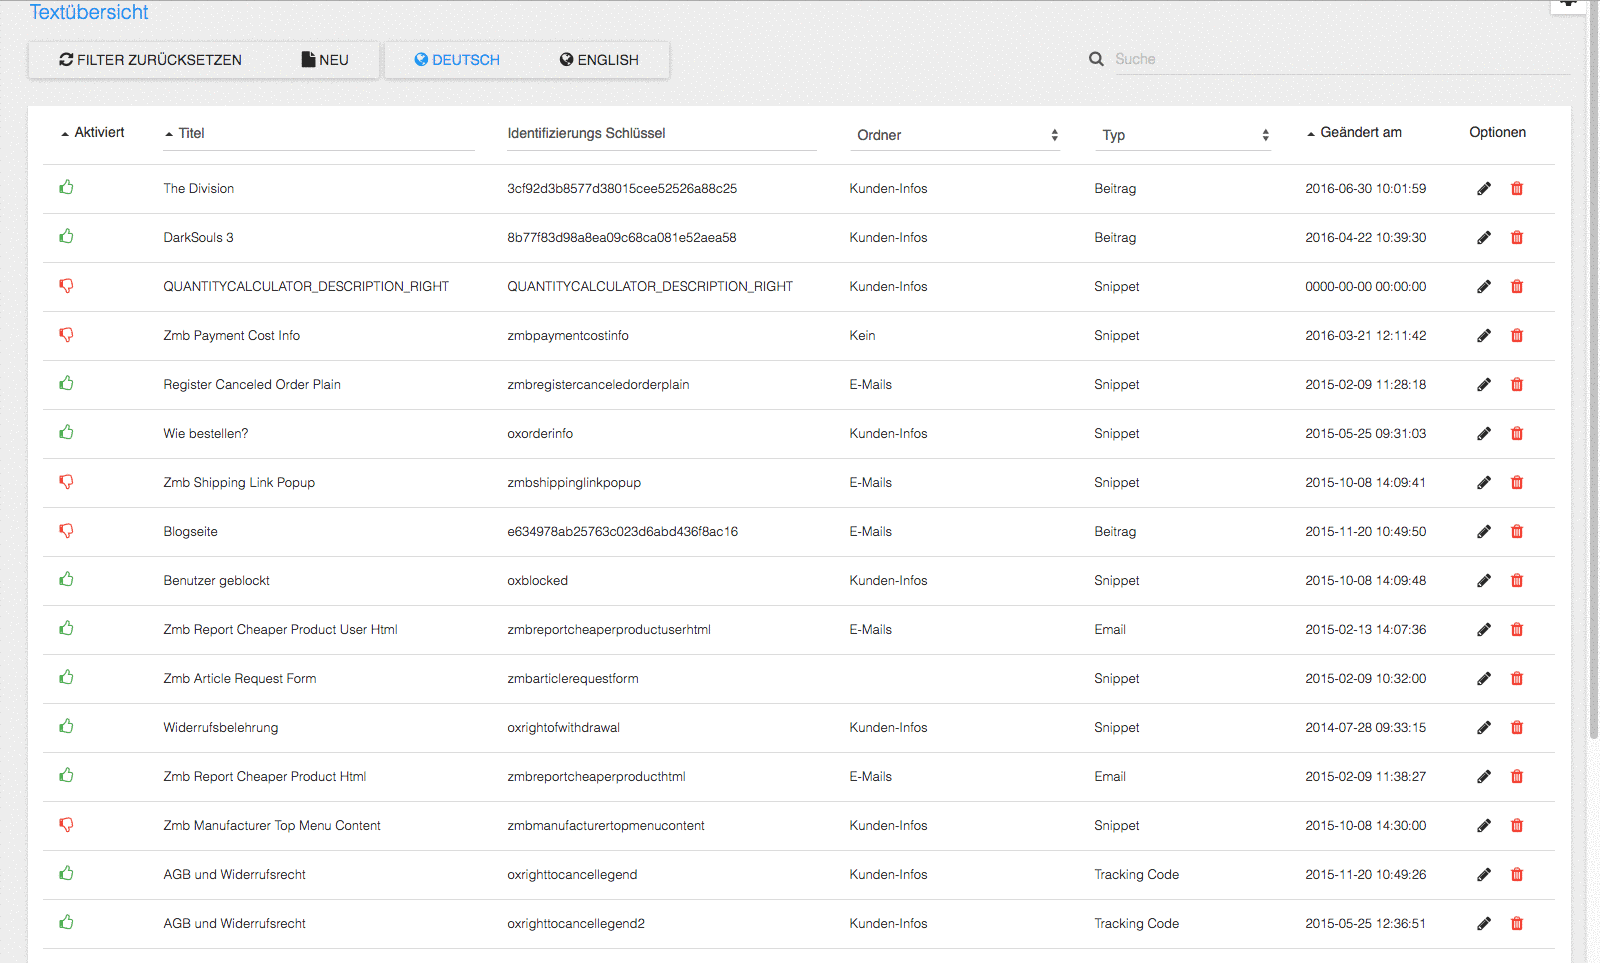 Textübersicht
FILTER ZURÜCKSETZEN NEU DEUTSCH ENGLISH Suche
Aktiviert Titel Identifizierungs Schlüssel Ordner Typ Geändert am Optionen
The Division 3cf92d3b8577d38015cee52526a88c25 Kunden-Infos Beitrag 2016-06-30 10:01:59
DarkSouls 3 8b77f83d98a8ea09c68ca081e52aea58 Kunden-Infos Beitrag 2016-04-22 10:39:30
QUANTITYCALCULATOR_DESCRIPTION_RIGHT QUANTITYCALCULATOR_DESCRIPTION_RIGHT Kunden-Infos Snippet 0000-00-00 00:00:00
Zmb Payment Cost Info zmbpaymentcostinfo Kein Snippet 2016-03-21 12:11:42
Register Canceled Order Plain zmbregistercanceledorderplain E-Mails Snippet 2015-02-09 11:28:18
Wie bestellen? oxorderinfo Kunden-Infos Snippet 2015-05-25 09:31:03
Zmb Shipping Link Popup zmbshippinglinkpopup E-Mails Snippet 2015-10-08 14:09:41
Blogseite e634978ab25763c023d6abd436f8ac16 E-Mails Beitrag 2015-11-20 10:49:50
Benutzer geblockt oxblocked Kunden-Infos Snippet 2015-10-08 14:09:48
Zmb Report Cheaper Product User Html zmbreportcheaperproductuserhtml E-Mails Email 2015-02-13 14:07:36
Zmb Article Request Form zmbarticlerequestform Snippet 2015-02-09 10:32:00
Widerrufsbelehrung oxrightofwithdrawal Kunden-Infos Snippet 2014-07-28 09:33:15
Zmb Report Cheaper Product Html zmbreportcheaperproducthtml E-Mails Email 2015-02-09 11:38:27
Zmb Manufacturer Top Menu Content zmbmanufacturertopmenucontent Kunden-Infos Snippet 2015-10-08 14:30:00
AGB und Widerrufsrecht oxrighttocancellegend Kunden-Infos Tracking Code 2015-11-20 10:49:26
AGB und Widerrufsrecht oxrighttocancellegend2 Kunden-Infos Tracking Code 2015-05-25 12:36:51